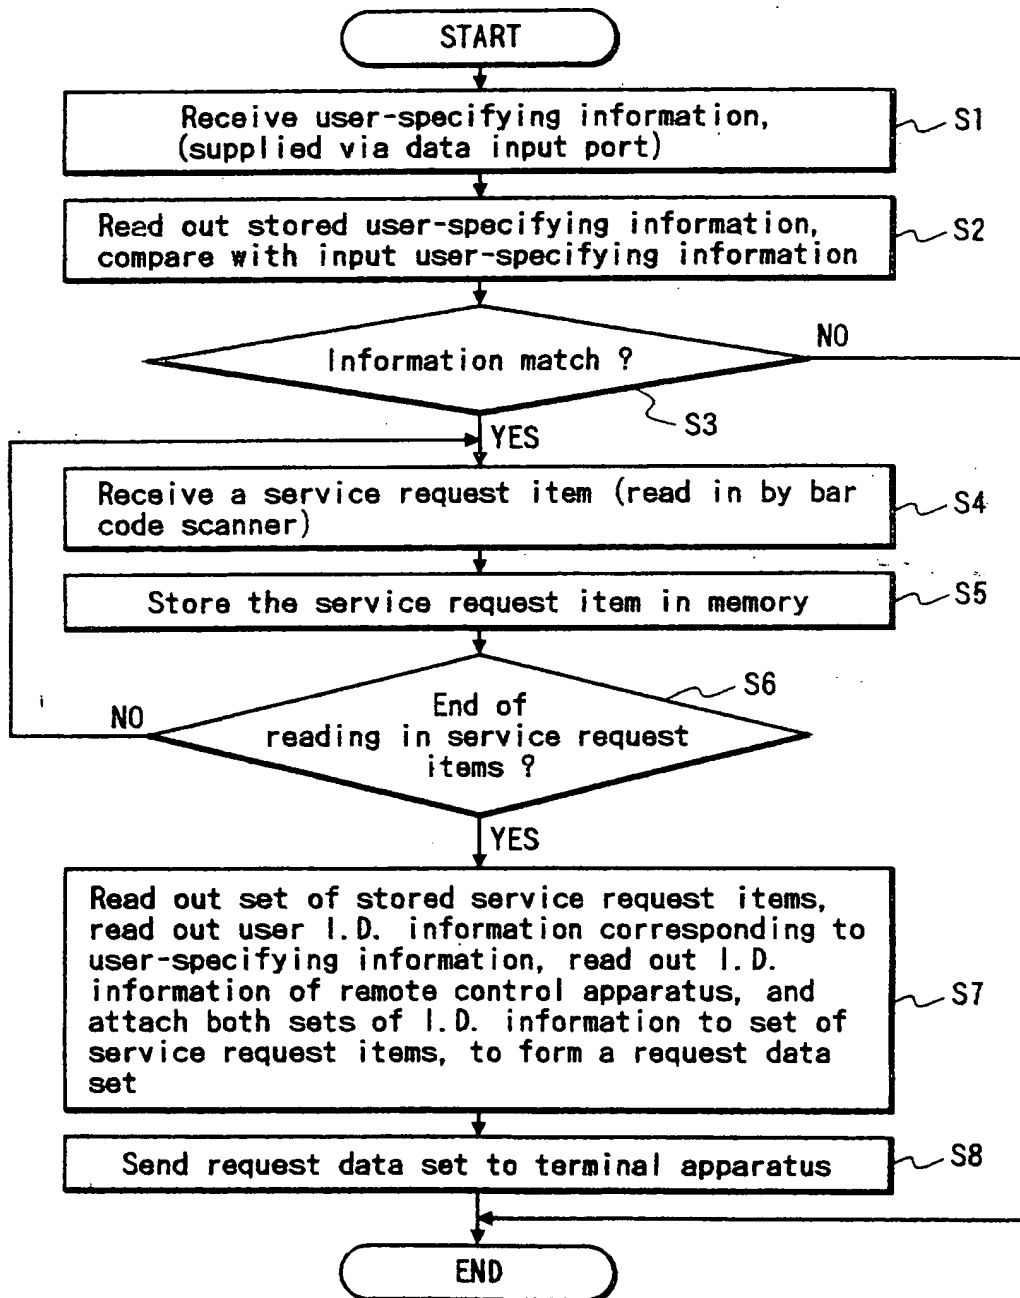 START
Receive user-specifying information,
(supplied via data input port)
S1
Read out stored user-specifying information,
compare with input user-specifying information
S2
Information match ?
NO
S3
YES
Receive a service request item (read in by bar
code scanner)
S4
Store the service request item in memory
S5
S6
End of
reading in service request
items ?
NO
YES
Read out set of stored service request items,
read out user I.D. information corresponding to
user-specifying information, read out I.D.
information of remote control apparatus, and
attach both sets of I.D. information to set of
service request items, to form a request data
set
S7
Send request data set to terminal apparatus
S8
END